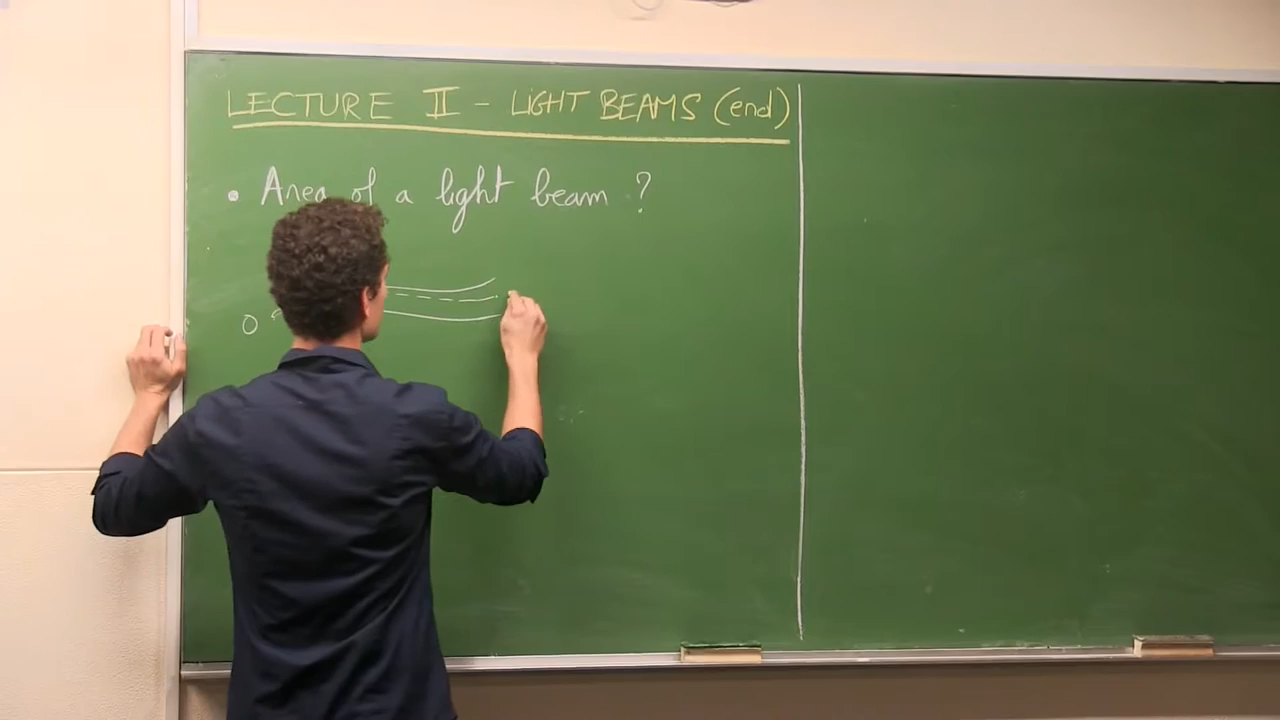 LECTURE II - LIGHT BEAMS (end)
• Area of a light beam ?
O